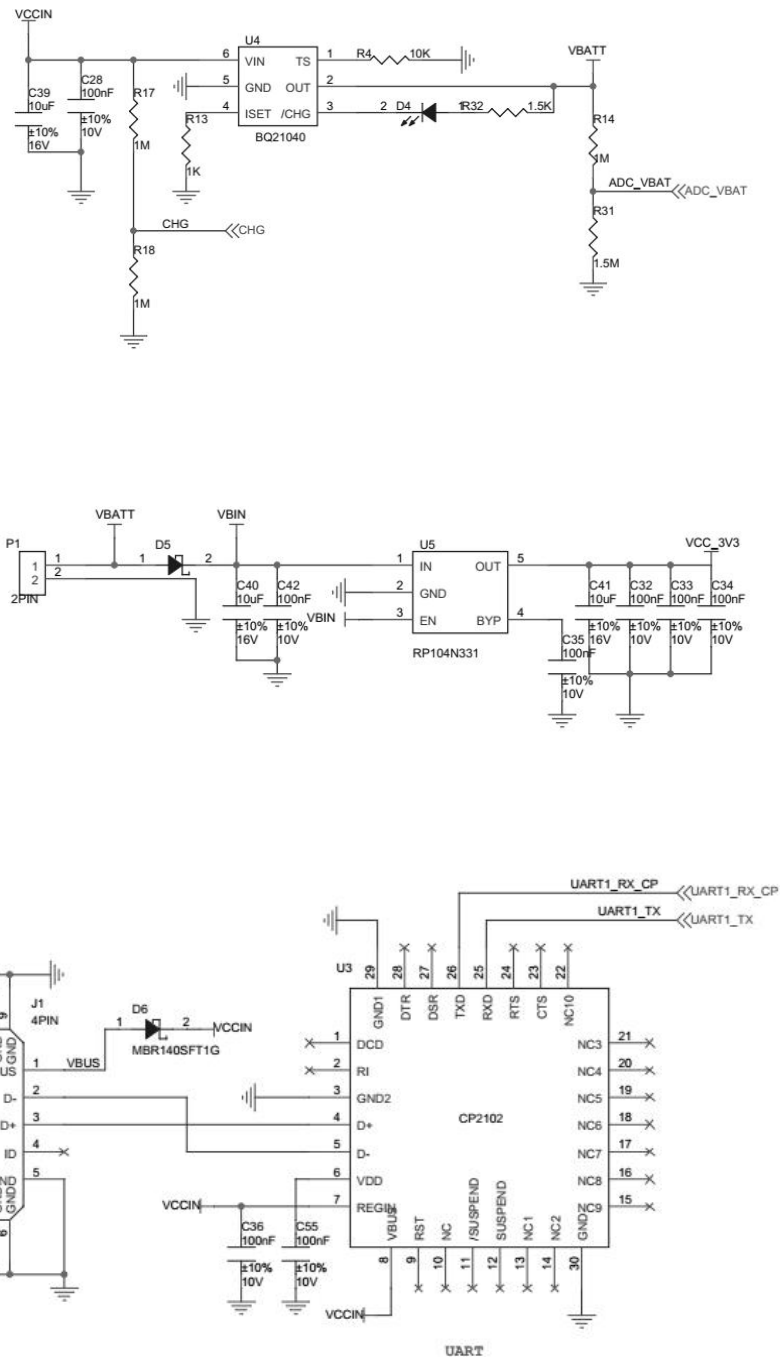 VCCIN
U4
6 VIN TS 1 R4 10K
VBATT
5 GND OUT 2
4 ISET /CHG 3 2 D4 1 R32 1.5K
BQ21040
C39
10uF
±10%
16V
C28
100nF
±10%
10V
R17
1M
R13
1K
R14
1M
ADC_VBAT ADC_VBAT
R31
1.5M
CHG CHG
R18
1M
VBATT
VBIN
P1
1 1
2 2
2PIN
1 D5 2
U5
1 IN OUT 5
2 GND
VBIN 3 EN BYP 4
RP104N331
VCC_3V3
C40
10uF
±10%
16V
C42
100nF
±10%
10V
C35
100nF
±10%
10V
C41
10uF
±10%
16V
C32
100nF
±10%
10V
C33
100nF
±10%
10V
C34
100nF
±10%
10V
UART1_RX_CP UART1_RX_CP
UART1_TX UART1_TX
U3
29 28 27 26 25 24 23 22
GND1 DTR DSR TXD RXD RTS CTS NC10
J1
4PIN
9
GND
US 1 VBUS
D- 2
D+ 3
ID 4
ND 5
GND
6
D6
1 2 VCCIN
MBR140SFT1G
1 DCD
2 RI
3 GND2
4 D+
5 D-
6 VDD
VCCIN 7 REGIN
CP2102
NC3 21
NC4 20
NC5 19
NC6 18
NC7 17
NC8 16
NC9 15
VBUS RST NC /SUSPEND SUSPEND NC1 NC2 GND
8 9 10 11 12 13 14 30
C36
100nF
±10%
10V
C55
100nF
±10%
10V
VCCIN
UART